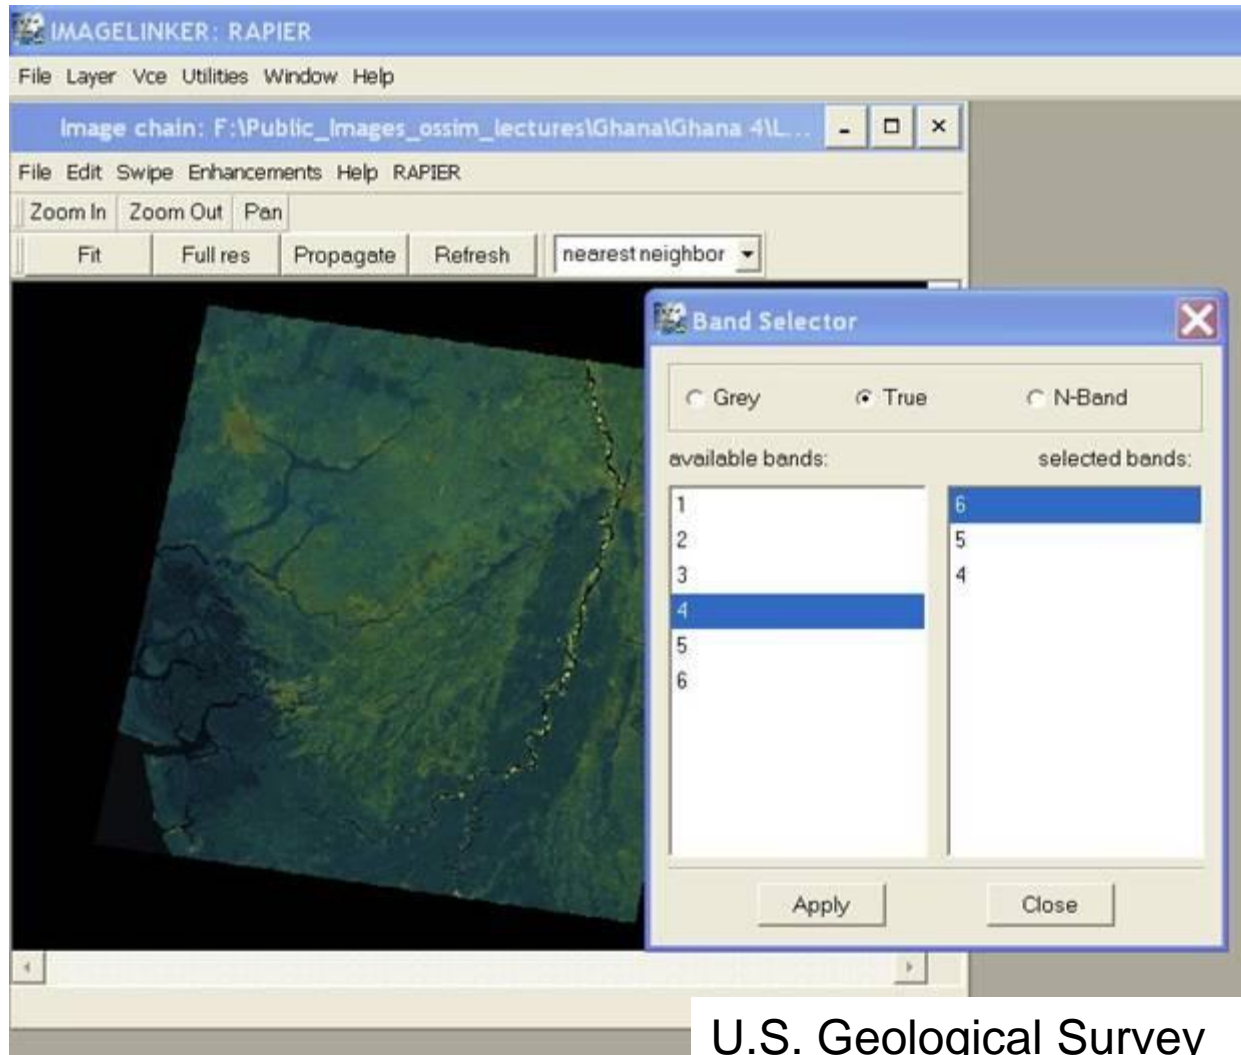 IMAGELINKER: RAPIER
File Layer Vce Utilities Window Help
Image chain: F:\Public_Images_ossim_lectures\Ghana\Ghana 4\L...
File Edit Swipe Enhancements Help RAPIER
Zoom In Zoom Out Pan
Fit Full res Propagate Refresh nearest neighbor
Band Selector
Grey True N-Band
available bands: selected bands:
1 6
2 5
3 4
4
5
6
Apply Close
U.S. Geological Survey